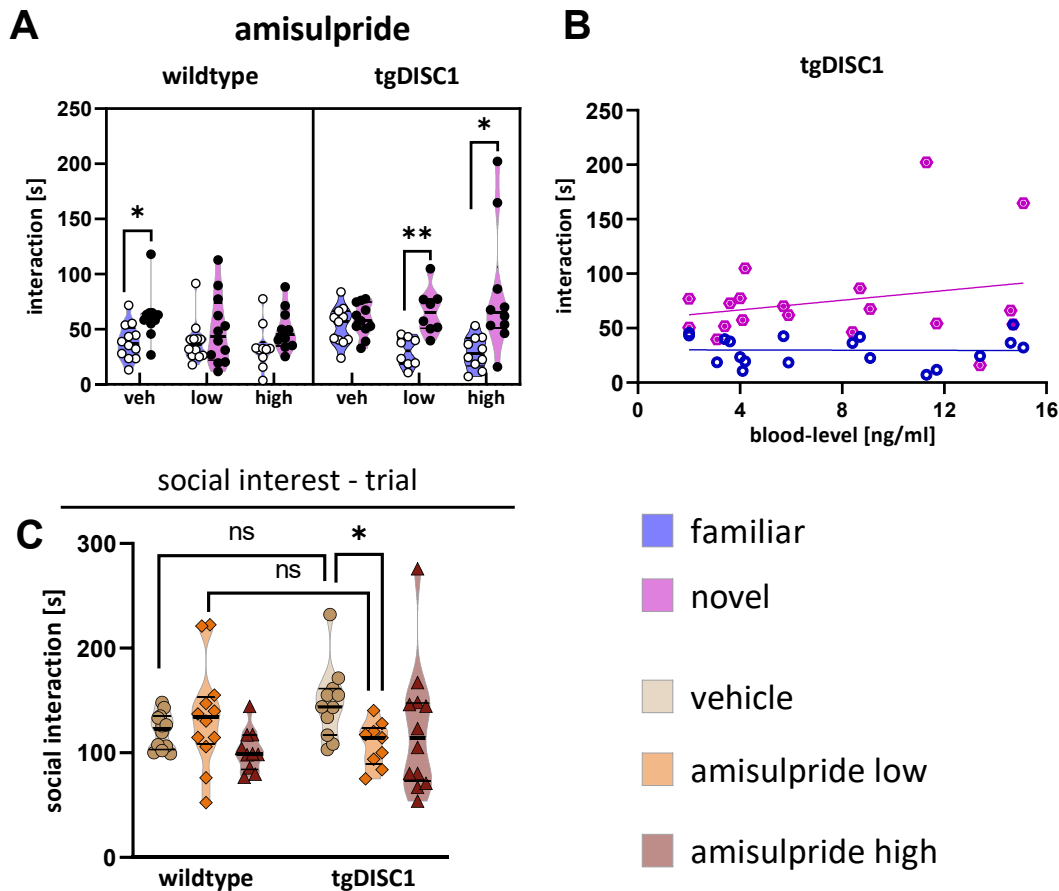 A
amisulpride
wildtype
tgDISC1
250
200
150
100
50
0
interaction [s]
*
**
*
veh
low
high
veh
low
high
B
tgDISC1
250
200
150
100
50
0
interaction [s]
0
4
8
12
16
blood-level [ng/ml]
social interest - trial
C
300
200
100
0
social interaction [s]
ns
ns
*
wildtype
tgDISC1
familiar
novel
vehicle
amisulpride low
amisulpride high